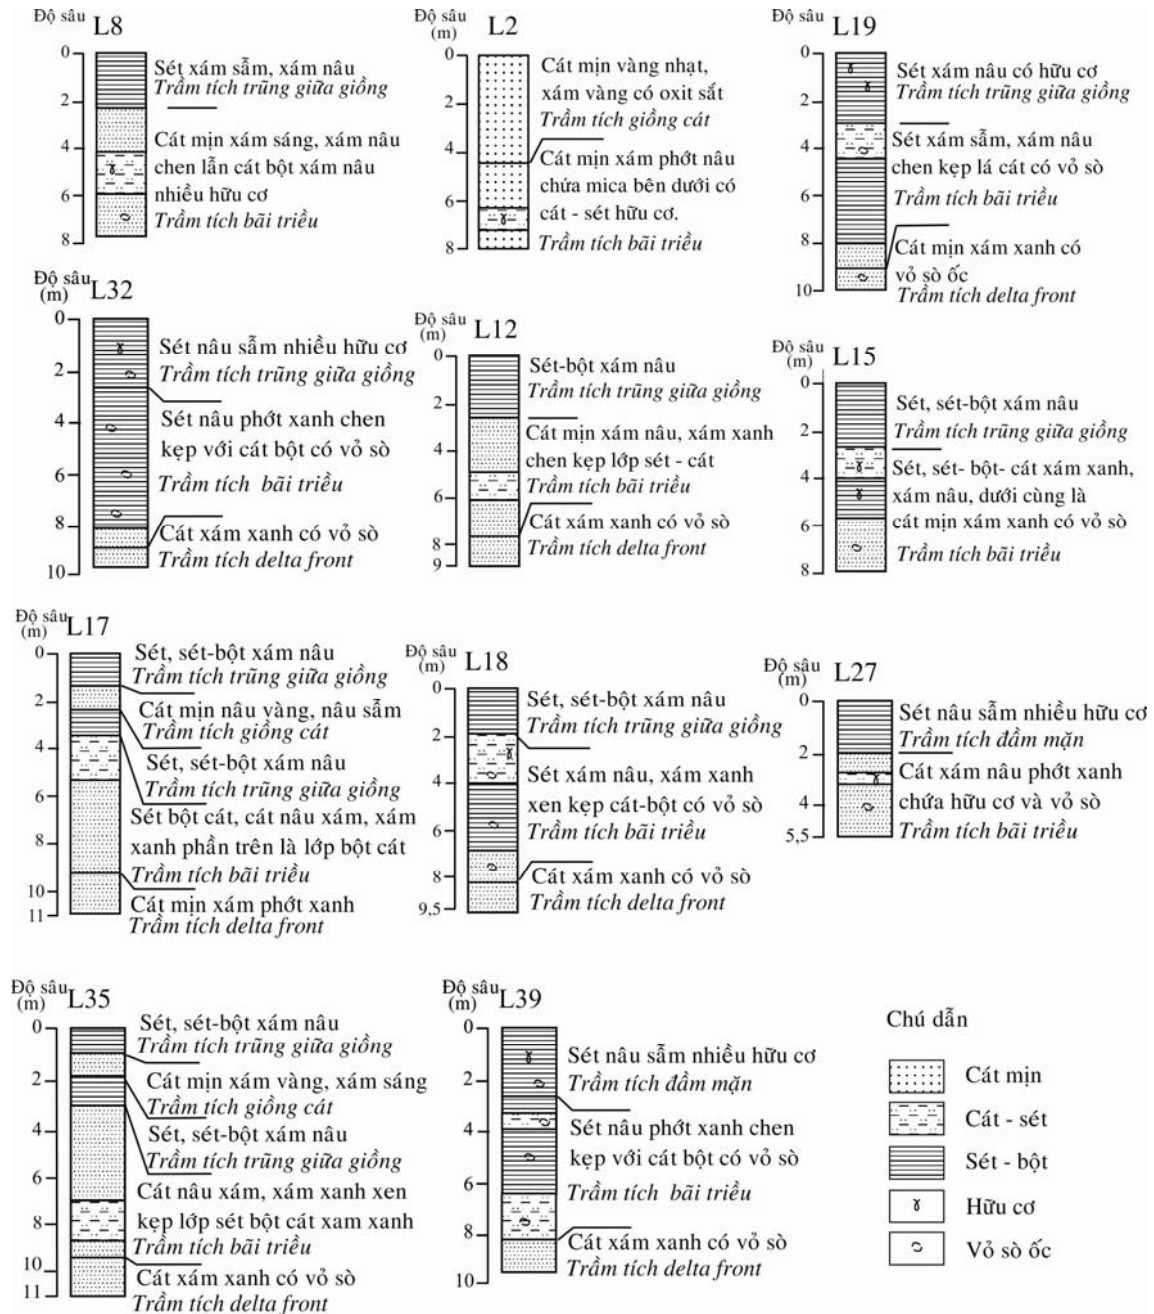 Độ sâu
L8
0
2
4
6
8
Sét xám sẫm, xám nâu
Trầm tích trũng giữa giồng
Cát mịn xám sáng, xám nâu
chen lẫn cát bột xám nâu
nhiều hữu cơ
Trầm tích bãi triều
Độ sâu
(m)
L2
0
2
4
6
8
Cát mịn vàng nhạt,
xám vàng có oxit sắt
Trầm tích giồng cát
Cát mịn xám phớt nâu
chứa mica bên dưới có
cát - sét hữu cơ.
Trầm tích bãi triều
Độ sâu
(m)
L19
0
2
4
6
8
10
Sét xám nâu có hữu cơ
Trầm tích trũng giữa giồng
Sét xám sẫm, xám nâu
chen kẹp lá cát có vỏ sò
Trầm tích bãi triều
Cát mịn xám xanh có
vỏ sò ốc
Trầm tích delta front
Độ sâu
(m)
L32
0
2
4
6
8
10
Sét nâu sẫm nhiều hữu cơ
Trầm tích trũng giữa giồng
Sét nâu phớt xanh chen
kẹp với cát bột có vỏ sò
Trầm tích bãi triều
Cát xám xanh có vỏ sò
Trầm tích delta front
Độ sâu
(m)
L12
0
2
4
6
8
9
Sét-bột xám nâu
Trầm tích trũng giữa giồng
Cát mịn xám nâu, xám xanh
chen kẹp lớp sét - cát
Trầm tích bãi triều
Cát xám xanh có vỏ sò
Trầm tích delta front
Độ sâu
(m)
L15
0
2
4
6
8
Sét, sét-bột xám nâu
Trầm tích trũng giữa giồng
Sét, sét- bột- cát xám xanh,
xám nâu, dưới cùng là
cát mịn xám xanh có vỏ sò
Trầm tích bãi triều
Độ sâu
(m)
L17
0
2
4
6
8
10
11
Sét, sét-bột xám nâu
Trầm tích trũng giữa giồng
Cát mịn nâu vàng, nâu sẫm
Trầm tích giồng cát
Sét, sét-bột xám nâu
Trầm tích trũng giữa giồng
Sét bột cát, cát nâu xám, xám
xanh phần trên là lớp bột cát
Trầm tích bãi triều
Cát mịn xám phớt xanh
Trầm tích delta front
Độ sâu
(m)
L18
0
2
4
6
8
9,5
Sét, sét-bột xám nâu
Trầm tích trũng giữa giồng
Sét xám nâu, xám xanh
xen kẹp cát-bột có vỏ sò
Trầm tích bãi triều
Cát xám xanh có vỏ sò
Trầm tích delta front
Độ sâu
(m)
L27
0
2
4
5,5
Sét nâu sẫm nhiều hữu cơ
Trầm tích đầm mặn
Cát xám nâu phớt xanh
chứa hữu cơ và vỏ sò
Trầm tích bãi triều
Độ sâu
(m)
L35
0
2
4
6
8
10
11
Sét, sét-bột xám nâu
Trầm tích trũng giữa giồng
Cát mịn xám vàng, xám sáng
Trầm tích giồng cát
Sét, sét-bột xám nâu
Trầm tích trũng giữa giồng
Cát nâu xám, xám xanh xen
kẹp lớp sét bột cát xam xanh
Trầm tích bãi triều
Cát xám xanh có vỏ sò
Trầm tích delta front
Độ sâu
(m)
L39
0
2
4
6
8
10
Sét nâu sẫm nhiều hữu cơ
Trầm tích đầm mặn
Sét nâu phớt xanh chen
kẹp với cát bột có vỏ sò
Trầm tích bãi triều
Cát xám xanh có vỏ sò
Trầm tích delta front
Chú dẫn
Cát mịn
Cát - sét
Sét - bột
Hữu cơ
Vỏ sò ốc